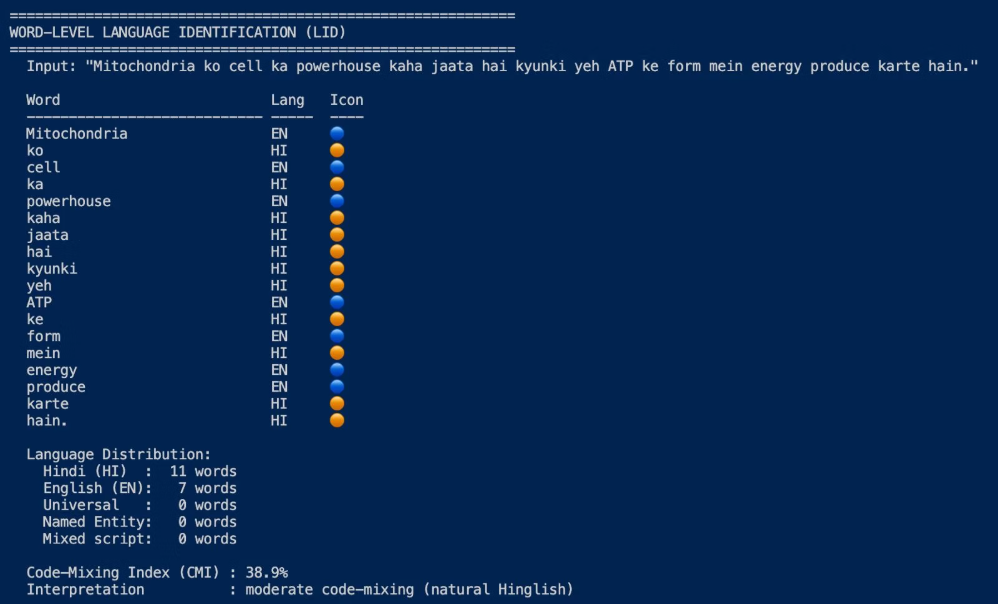 ============================================================
WORD-LEVEL LANGUAGE IDENTIFICATION (LID)
============================================================
Input: "Mitochondria ko cell ka powerhouse kaha jaata hai kyunki yeh ATP ke form mein energy produce karte hain."
Word Lang Icon
---------------------------- ----- ----
Mitochondria EN 🔵
ko HI 🟠
cell EN 🔵
ka HI 🟠
powerhouse EN 🔵
kaha HI 🟠
jaata HI 🟠
hai HI 🟠
kyunki HI 🟠
yeh HI 🟠
ATP EN 🔵
ke HI 🟠
form EN 🔵
mein HI 🟠
energy EN 🔵
produce EN 🔵
karte HI 🟠
hain. HI 🟠
Language Distribution:
Hindi (HI) : 11 words
English (EN): 7 words
Universal : 0 words
Named Entity: 0 words
Mixed script: 0 words
Code-Mixing Index (CMI) : 38.9%
Interpretation : moderate code-mixing (natural Hinglish)